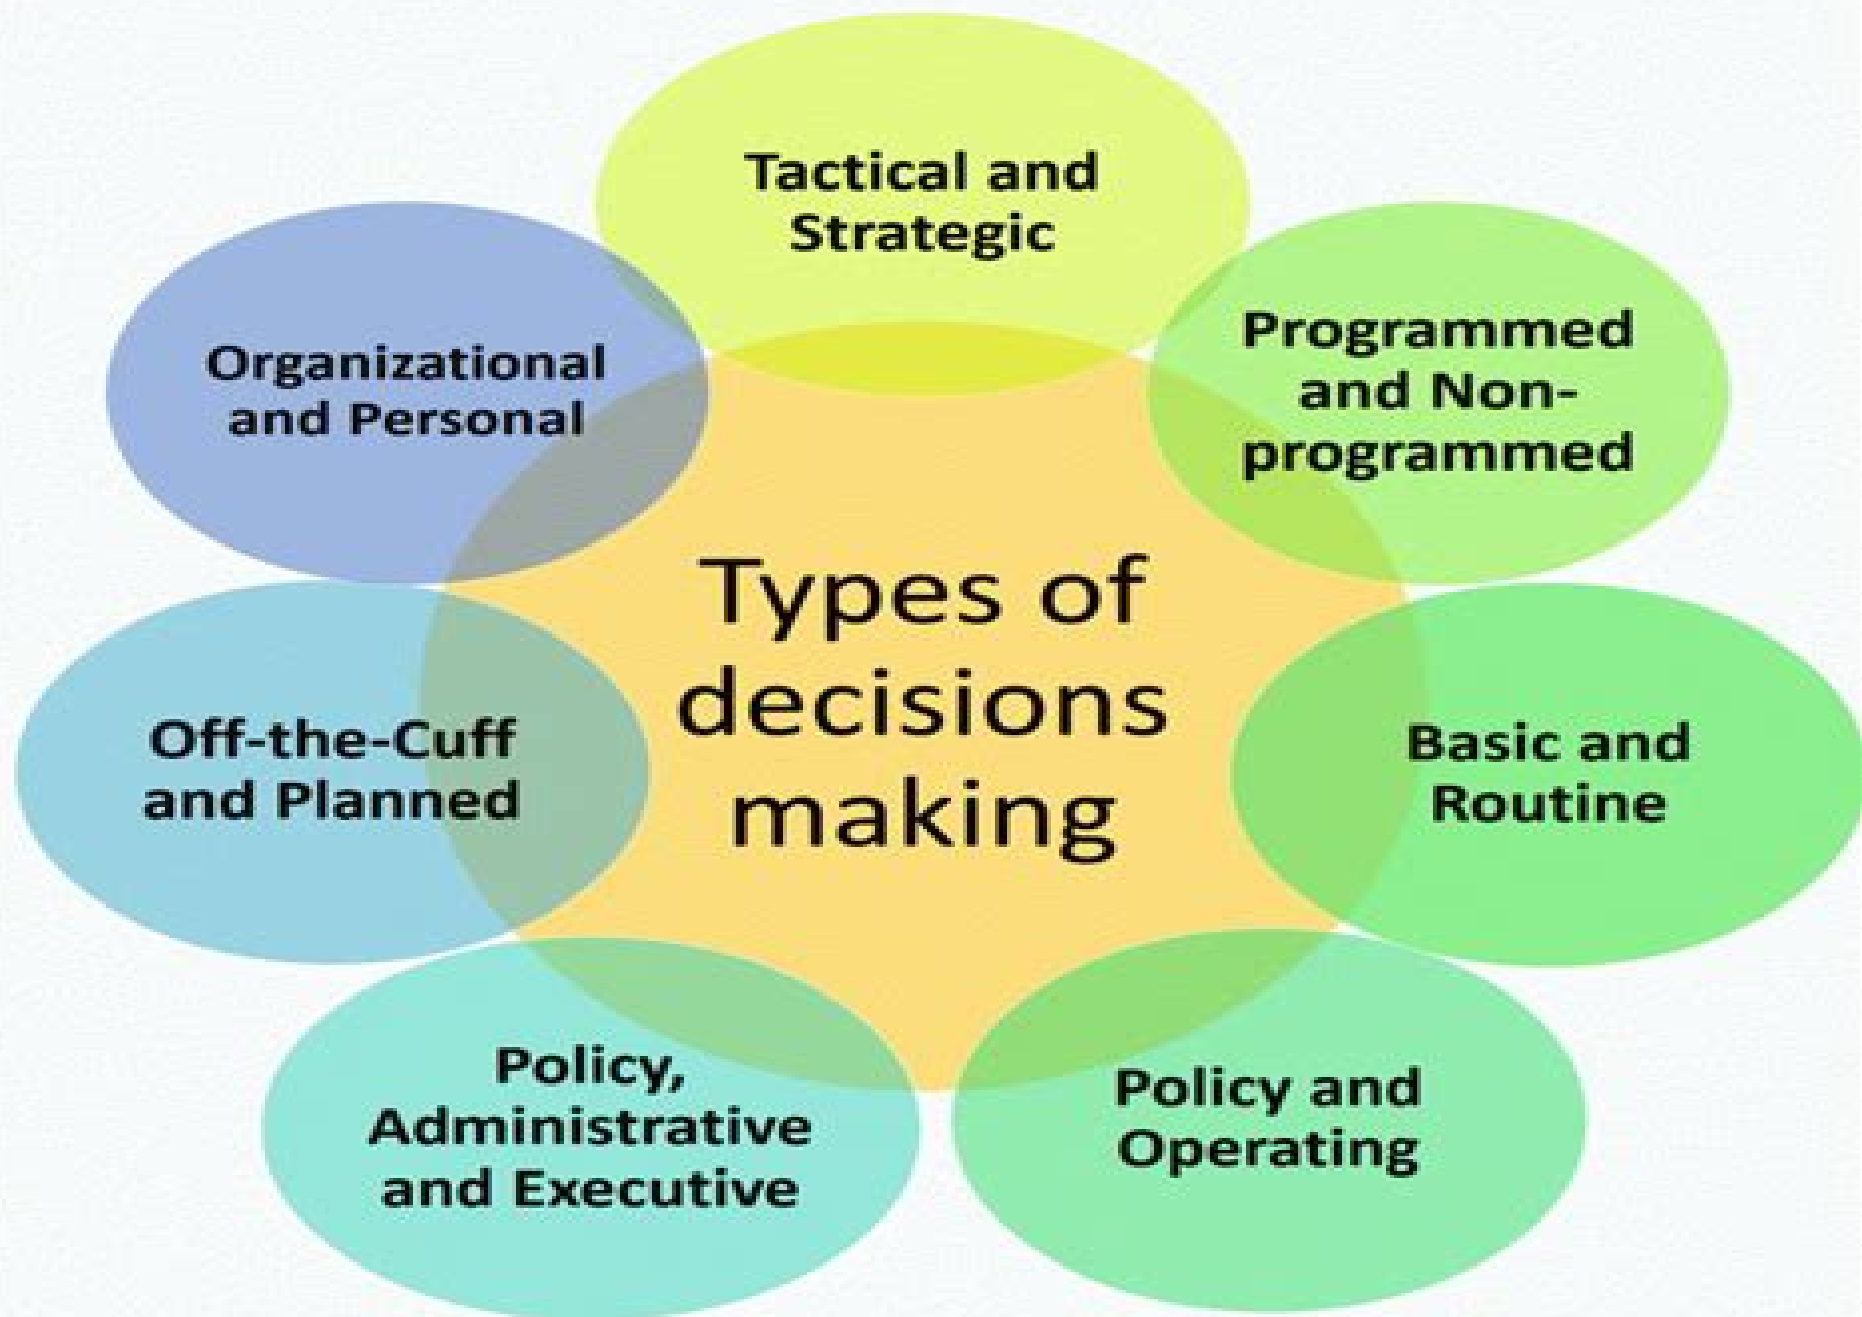 Tactical and
Strategic
Programmed
and Non-
programmed
Basic and
Routine
Policy and
Operating
Policy,
Administrative
and Executive
Off-the-Cuff
and Planned
Organizational
and Personal
Types of
decisions
making